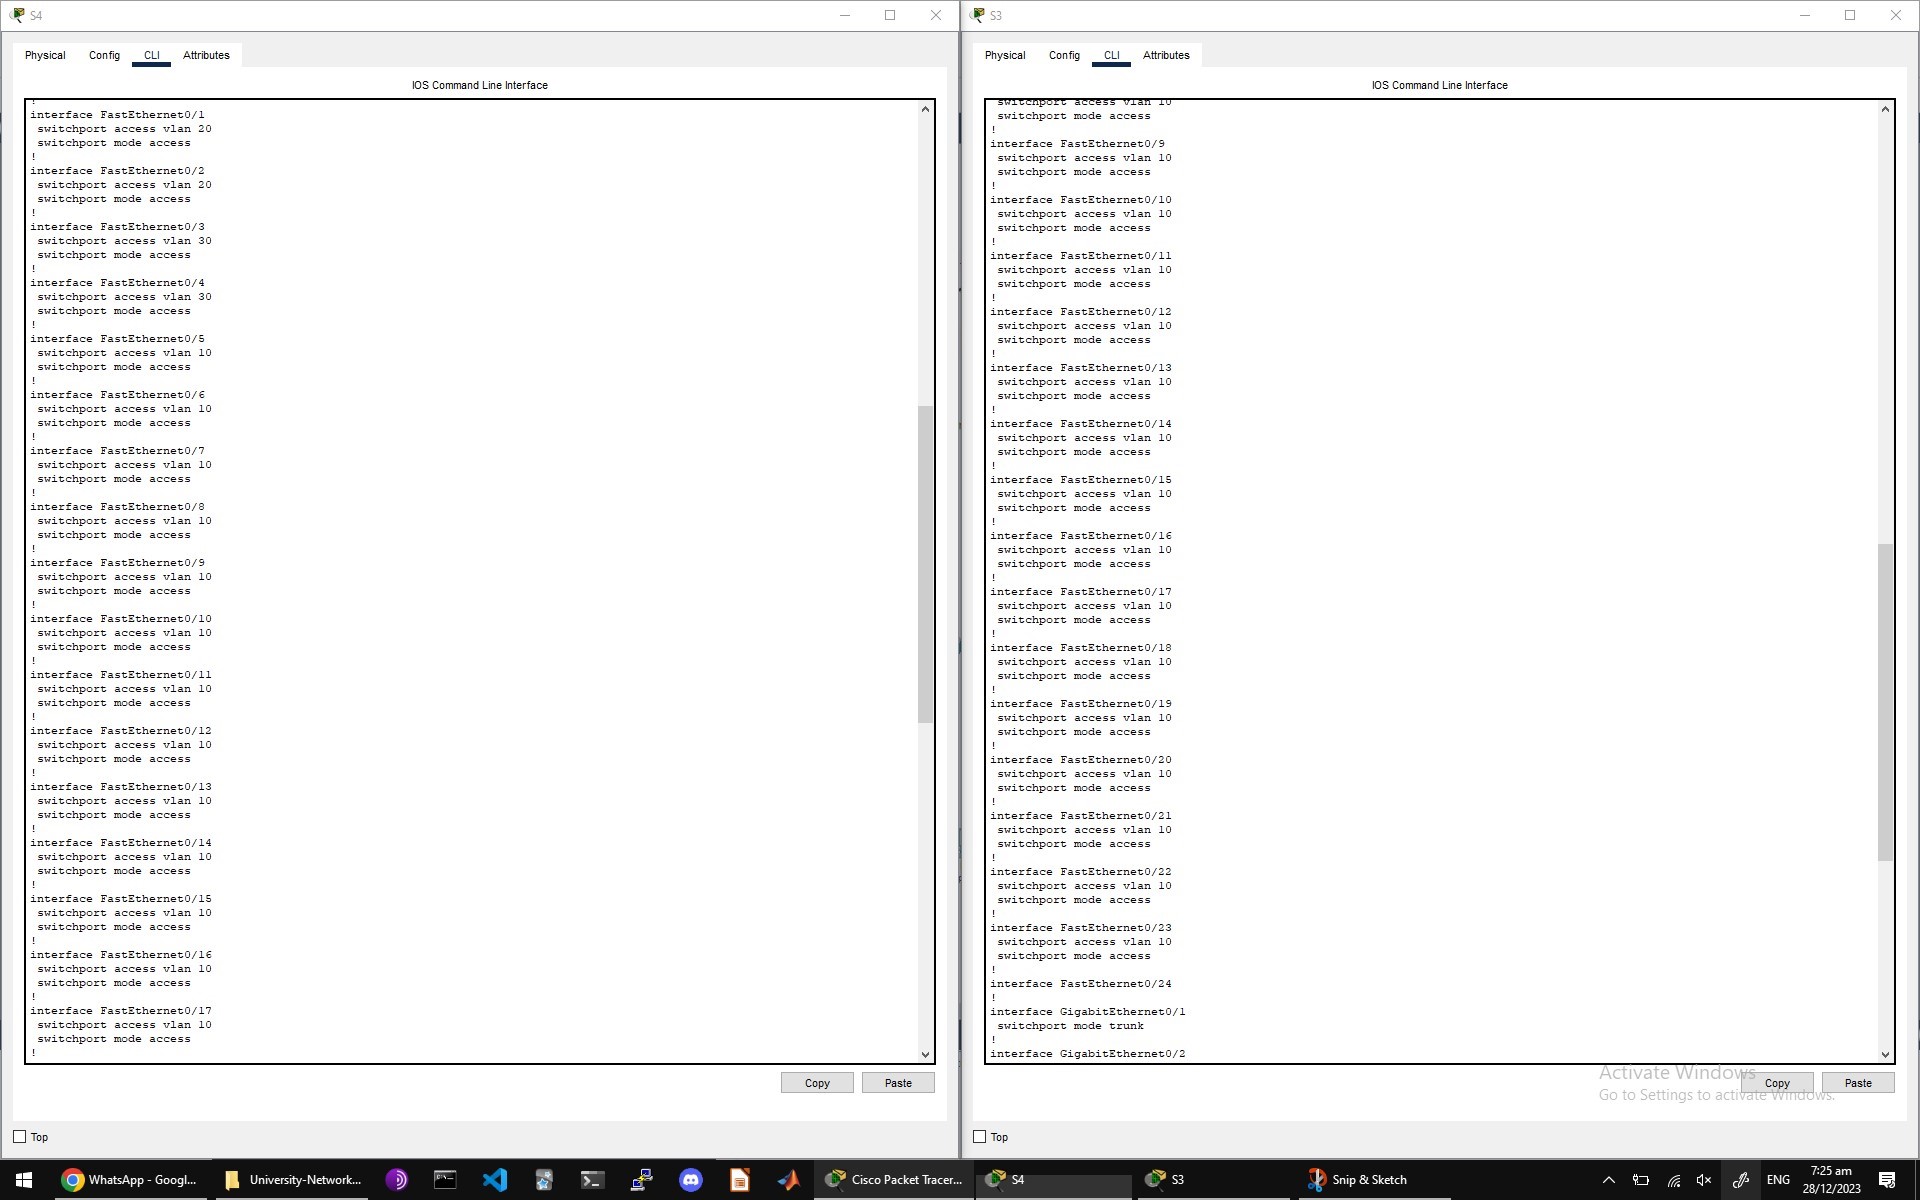 S4
Physical Config CLI Attributes
IOS Command Line Interface
!
interface FastEthernet0/1
 switchport access vlan 20
 switchport mode access
!
interface FastEthernet0/2
 switchport access vlan 20
 switchport mode access
!
interface FastEthernet0/3
 switchport access vlan 30
 switchport mode access
!
interface FastEthernet0/4
 switchport access vlan 30
 switchport mode access
!
interface FastEthernet0/5
 switchport access vlan 10
 switchport mode access
!
interface FastEthernet0/6
 switchport access vlan 10
 switchport mode access
!
interface FastEthernet0/7
 switchport access vlan 10
 switchport mode access
!
interface FastEthernet0/8
 switchport access vlan 10
 switchport mode access
!
interface FastEthernet0/9
 switchport access vlan 10
 switchport mode access
!
interface FastEthernet0/10
 switchport access vlan 10
 switchport mode access
!
interface FastEthernet0/11
 switchport access vlan 10
 switchport mode access
!
interface FastEthernet0/12
 switchport access vlan 10
 switchport mode access
!
interface FastEthernet0/13
 switchport access vlan 10
 switchport mode access
!
interface FastEthernet0/14
 switchport access vlan 10
 switchport mode access
!
interface FastEthernet0/15
 switchport access vlan 10
 switchport mode access
!
interface FastEthernet0/16
 switchport access vlan 10
 switchport mode access
!
interface FastEthernet0/17
 switchport access vlan 10
 switchport mode access
!
Copy Paste
Top
S3
Physical Config CLI Attributes
IOS Command Line Interface
 switchport access vlan 10
 switchport mode access
!
interface FastEthernet0/9
 switchport access vlan 10
 switchport mode access
!
interface FastEthernet0/10
 switchport access vlan 10
 switchport mode access
!
interface FastEthernet0/11
 switchport access vlan 10
 switchport mode access
!
interface FastEthernet0/12
 switchport access vlan 10
 switchport mode access
!
interface FastEthernet0/13
 switchport access vlan 10
 switchport mode access
!
interface FastEthernet0/14
 switchport access vlan 10
 switchport mode access
!
interface FastEthernet0/15
 switchport access vlan 10
 switchport mode access
!
interface FastEthernet0/16
 switchport access vlan 10
 switchport mode access
!
interface FastEthernet0/17
 switchport access vlan 10
 switchport mode access
!
interface FastEthernet0/18
 switchport access vlan 10
 switchport mode access
!
interface FastEthernet0/19
 switchport access vlan 10
 switchport mode access
!
interface FastEthernet0/20
 switchport access vlan 10
 switchport mode access
!
interface FastEthernet0/21
 switchport access vlan 10
 switchport mode access
!
interface FastEthernet0/22
 switchport access vlan 10
 switchport mode access
!
interface FastEthernet0/23
 switchport access vlan 10
 switchport mode access
!
interface FastEthernet0/24
!
interface GigabitEthernet0/1
 switchport mode trunk
!
interface GigabitEthernet0/2
Activate Windows
Go to Settings to activate Windows.
Copy Paste
Top
WhatsApp - Googl... University-Network... Cisco Packet Tracer... S4 S3 Snip & Sketch ENG 7:25 am
28/12/2023